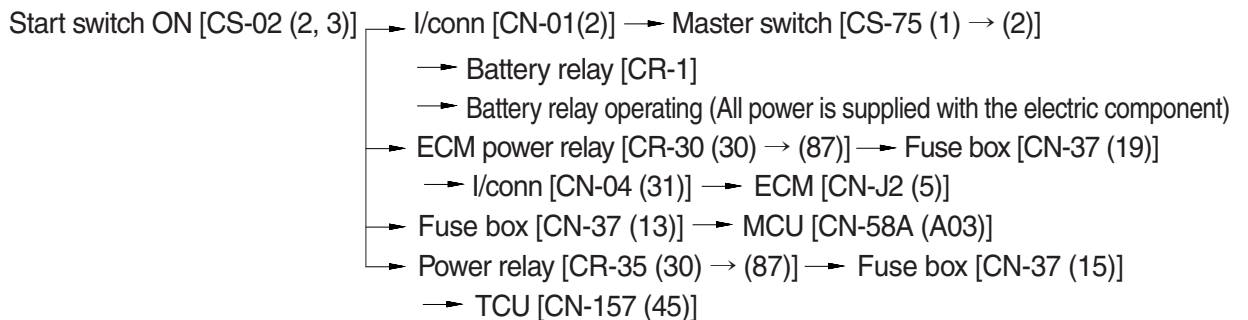 Start switch ON [CS-02 (2, 3)] → I/conn [CN-01(2)] → Master switch [CS-75 (1) → (2)]
→ Battery relay [CR-1]
→ Battery relay operating (All power is supplied with the electric component)
→ ECM power relay [CR-30 (30) → (87)] → Fuse box [CN-37 (19)]
→ I/conn [CN-04 (31)] → ECM [CN-J2 (5)]
→ Fuse box [CN-37 (13)] → MCU [CN-58A (A03)]
→ Power relay [CR-35 (30) → (87)] → Fuse box [CN-37 (15)]
→ TCU [CN-157 (45)]